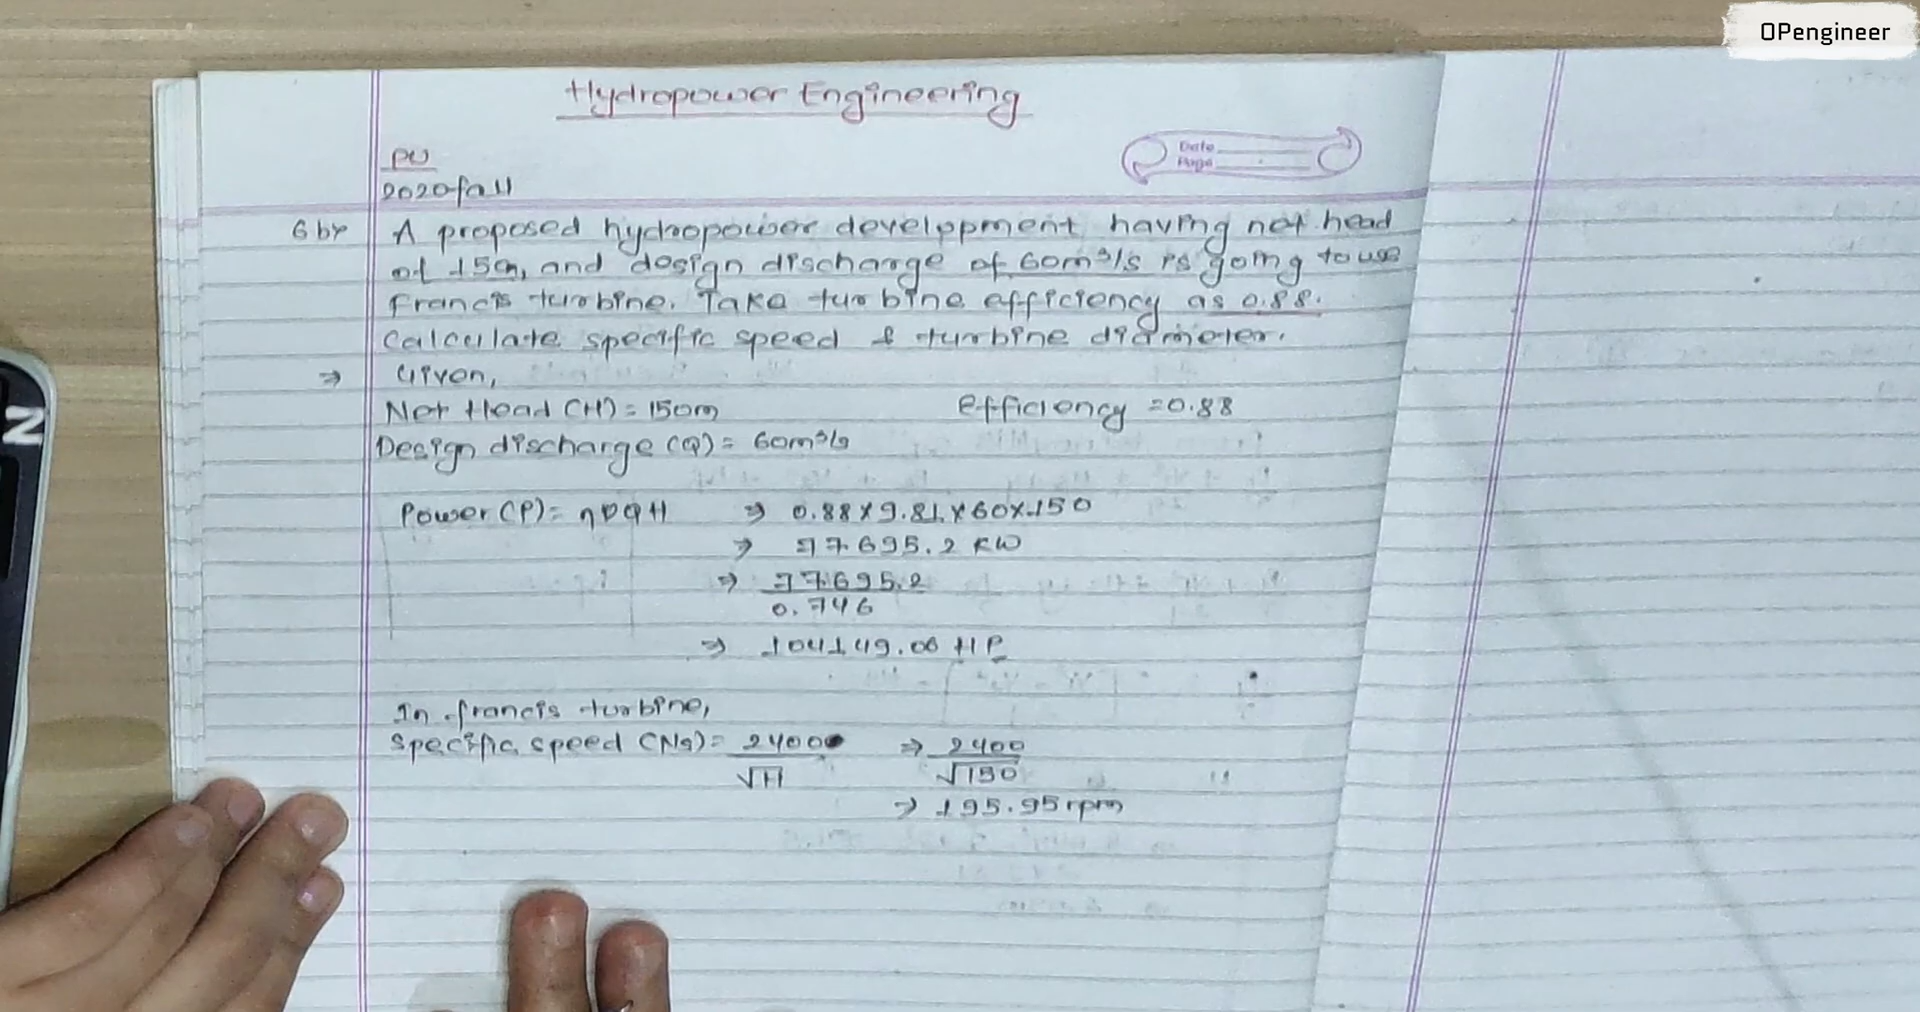 OPengineer
Hydropower Engineering
Date
Page
PU
2020 fall
6 b>
A proposed hydropower development having net head
of 150m, and design discharge of 60m³/s is going to use
francis turbine. Take turbine efficiency as 0.88.
Calculate specific speed & turbine diameter.
⇒ Given,
Net Head (H) = 150m efficiency = 0.88
Design discharge (Q) = 60m³/s
Power (P) = ηρQH ⇒ 0.88 x 9.81 x 60 x 150
⇒ 77695.2 KW
⇒ 77695.2
0.746
⇒ 104149.06 HP
In francis turbine,
Specific speed (Ns) = 2400 ⇒ 2400
√H √150
⇒ 195.95 rpm